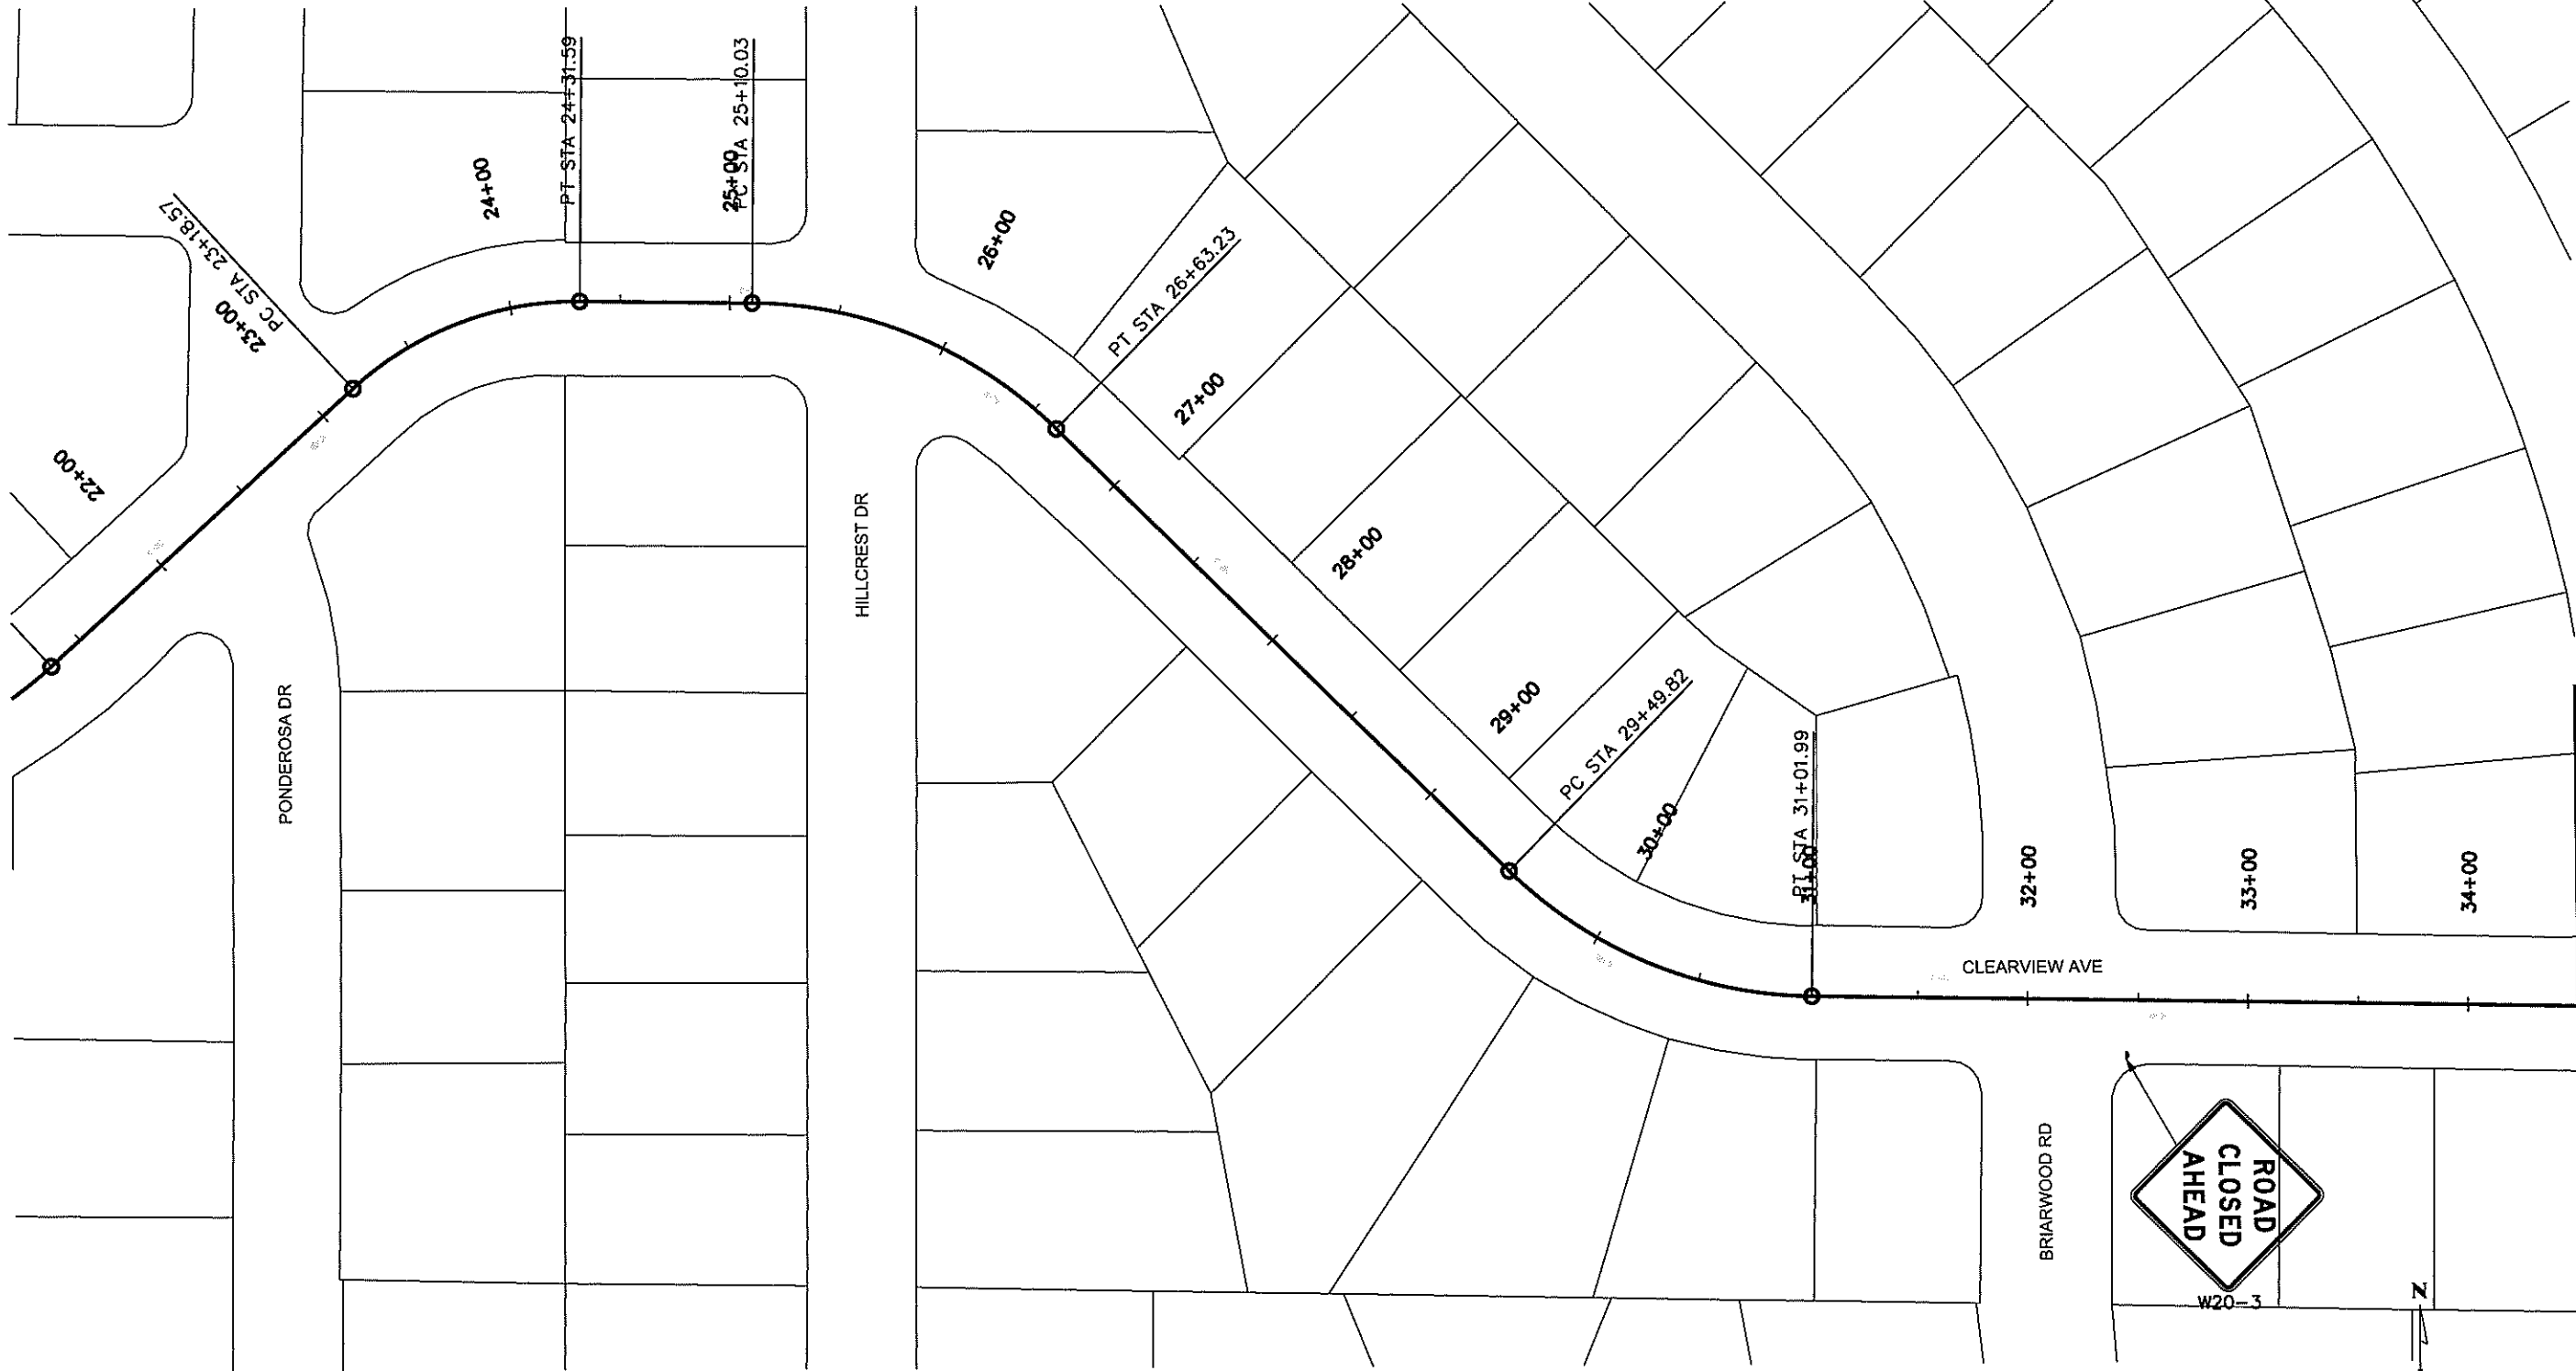 PT STA 24+31.59
PC STA 25+10.03
24+00
25+00
PC STA 23+18.57
23+00
22+00
26+00
PT STA 26+63.23
27+00
HILLCREST DR
28+00
29+00
PC STA 29+49.82
PONDEROSA DR
30+00
PT STA 31+01.99
31+00
32+00
33+00
34+00
CLEARVIEW AVE
BRIARWOOD RD
ROAD
CLOSED
AHEAD
W20-3
N